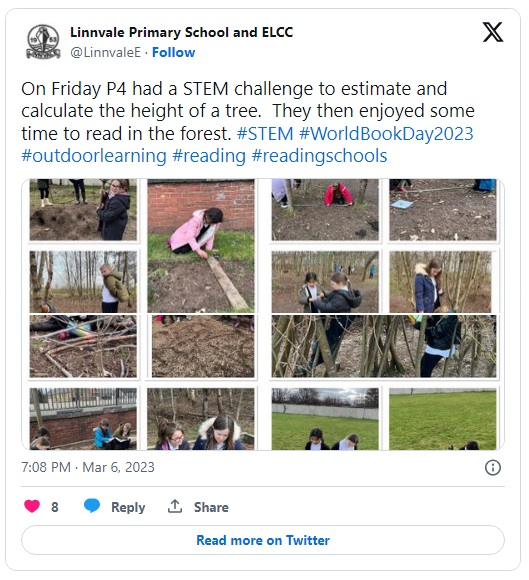 Linnvale Primary School and ELCC
@LinnvaleE · Follow
On Friday P4 had a STEM challenge to estimate and
calculate the height of a tree.  They then enjoyed some
time to read in the forest. #STEM #WorldBookDay2023
#outdoorlearning #reading #readingschools
7:08 PM · Mar 6, 2023
8 Reply Share
Read more on Twitter